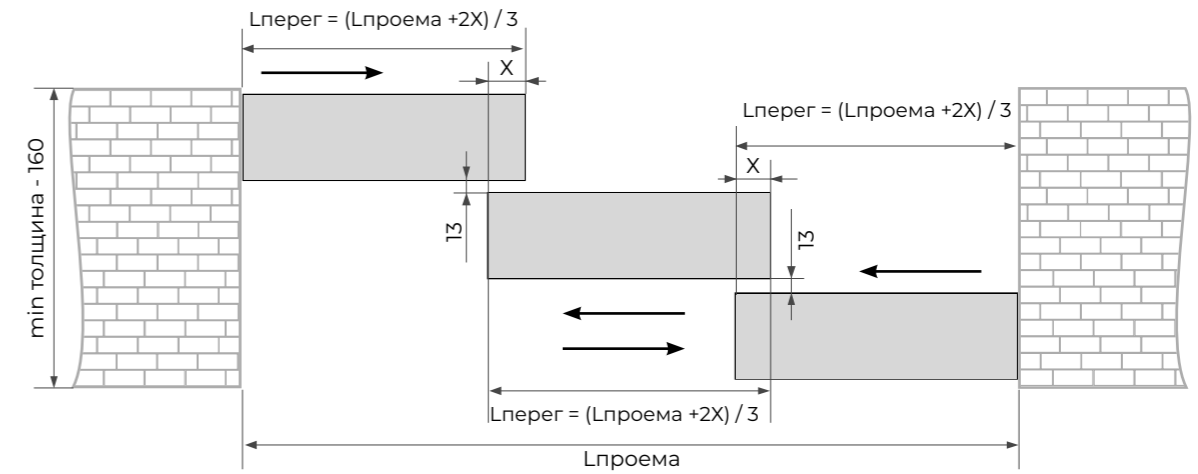 Lперег = (Lпроема +2X) / 3
X
Lперег = (Lпроема +2X) / 3
X
min толщина - 160
13
13
Lперег = (Lпроема +2X) / 3
Lпроема